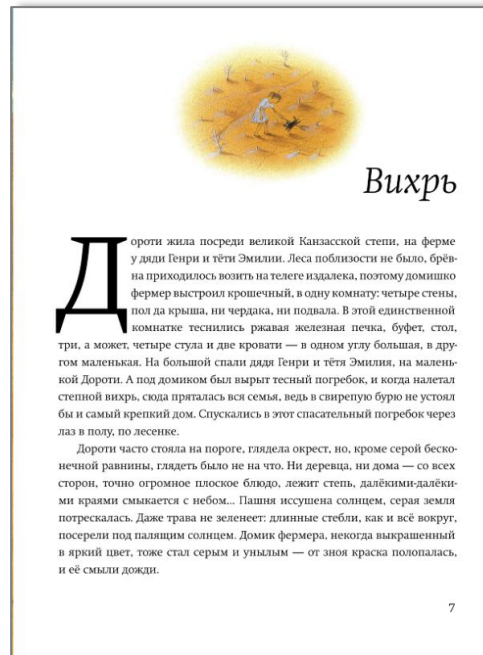 Вихрь
Дороти жила посреди великой Канзасской степи, на ферме
у дяди Генри и тёти Эмилии. Леса поблизости не было, брёв-
на приходилось возить на телеге издалека, поэтому домишко
фермер выстроил крошечный, в одну комнату: четыре стены,
пол да крыша, ни чердака, ни подвала. В этой единственной
комнатке теснились ржавая железная печка, буфет, стол,
три, а может, четыре стула и две кровати — в одном углу большая, в дру-
гом маленькая. На большой спали дядя Генри и тётя Эмилия, на малень-
кой Дороти. А под домиком был вырыт тесный погребок, и когда налетал
степной вихрь, сюда пряталась вся семья, ведь в свирепую бурю не устоял
бы и самый крепкий дом. Спускались в этот спасательный погребок через
лаз в полу, по лесенке.
Дороти часто стояла на пороге, глядела окрест, но, кроме серой беско-
нечной равнины, глядеть было не на что. Ни деревца, ни дома — со всех
сторон, точно огромное плоское блюдо, лежит степь, далёкими-далёки-
ми краями смыкается с небом... Пашня иссушена солнцем, серая земля
потрескалась. Даже трава не зеленеет: длинные стебли, как и всё вокруг,
посерели под палящим солнцем. Домик фермера, некогда выкрашенный
в яркий цвет, тоже стал серым и унылым — от зноя краска полопалась,
и её смыли дожди.
7